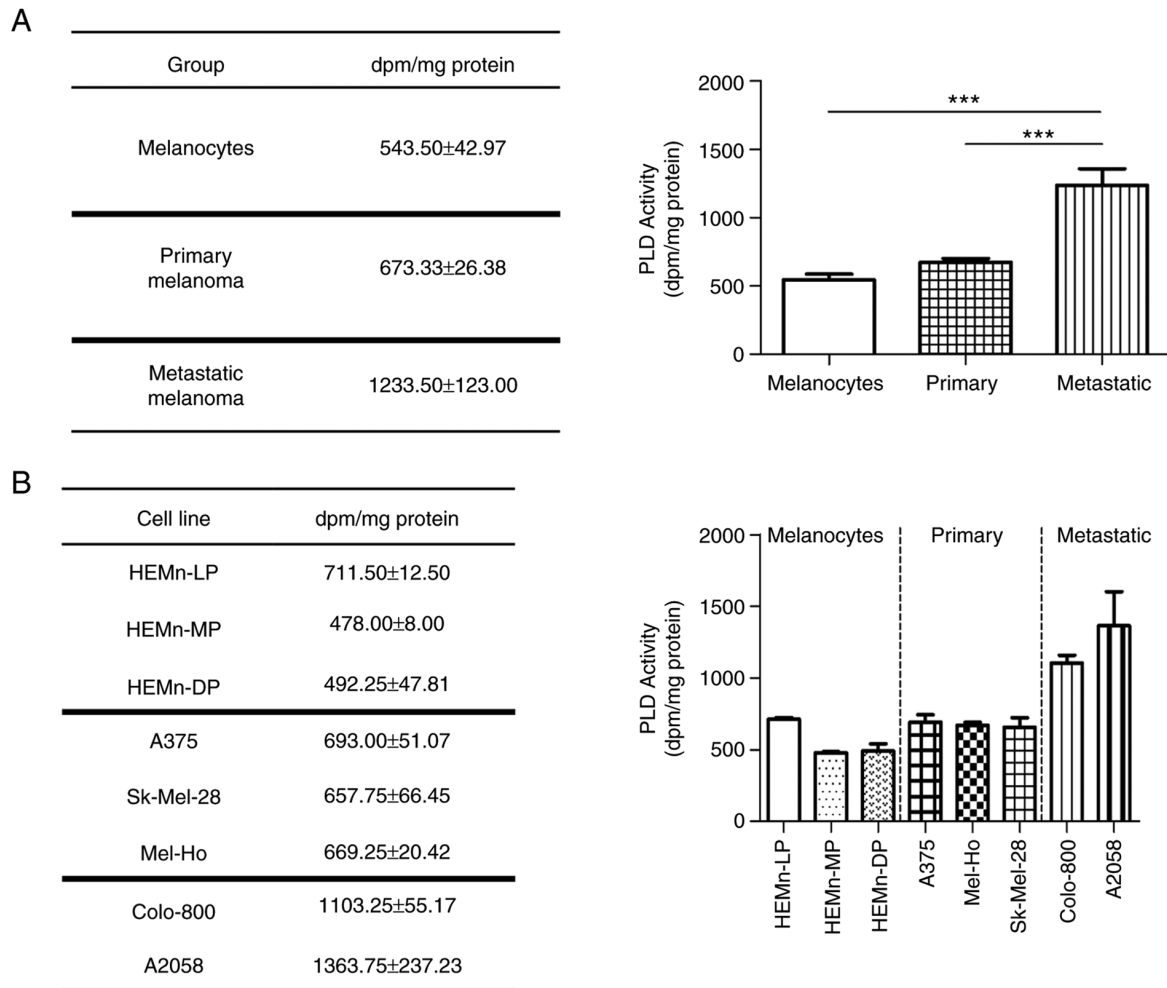 A
Group dpm/mg protein
Melanocytes 543.50±42.97
Primary
melanoma 673.33±26.38
Metastatic
melanoma 1233.50±123.00
PLD Activity
(dpm/mg protein)
2000
1500
1000
500
0
***
***
Melanocytes Primary Metastatic
B
Cell line dpm/mg protein
HEMn-LP 711.50±12.50
HEMn-MP 478.00±8.00
HEMn-DP 492.25±47.81
A375 693.00±51.07
Sk-Mel-28 657.75±66.45
Mel-Ho 669.25±20.42
Colo-800 1103.25±55.17
A2058 1363.75±237.23
PLD Activity
(dpm/mg protein)
2000
1500
1000
500
0
Melanocytes Primary Metastatic
HEMn-LP
HEMn-MP
HEMn-DP
A375
Mel-Ho
Sk-Mel-28
Colo-800
A2058